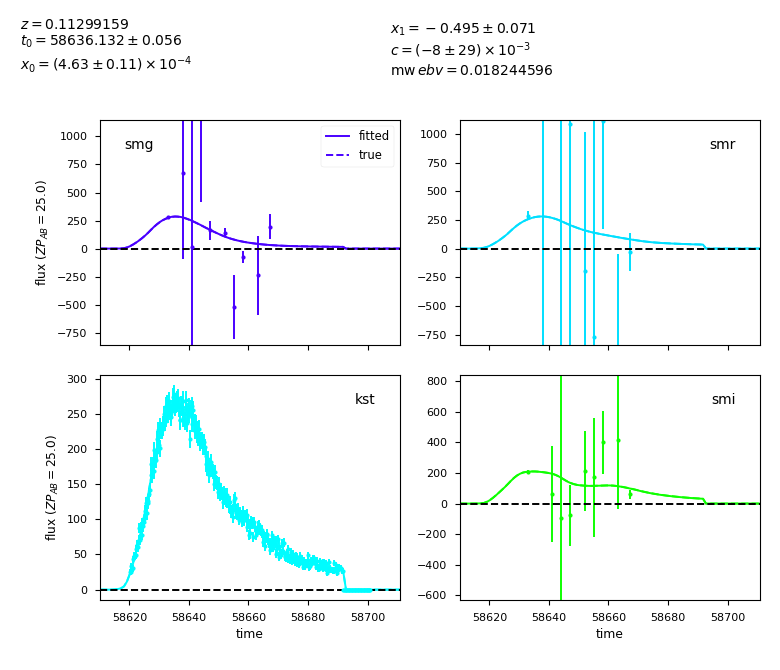 z = 0.11299159
t₀ = 58636.132 ± 0.056
x₀ = (4.63 ± 0.11) × 10⁻⁴
x₁ = −0.495 ± 0.071
c = (−8 ± 29) × 10⁻³
mw ebv = 0.018244596
smg
fitted
true
1000
750
500
250
0
−250
−500
−750
flux (ZP_AB = 25.0)
smr
1000
750
500
250
0
−250
−500
−750
kst
300
250
200
150
100
50
0
flux (ZP_AB = 25.0)
58620 58640 58660 58680 58700
time
smi
800
600
400
200
0
−200
−400
−600
58620 58640 58660 58680 58700
time